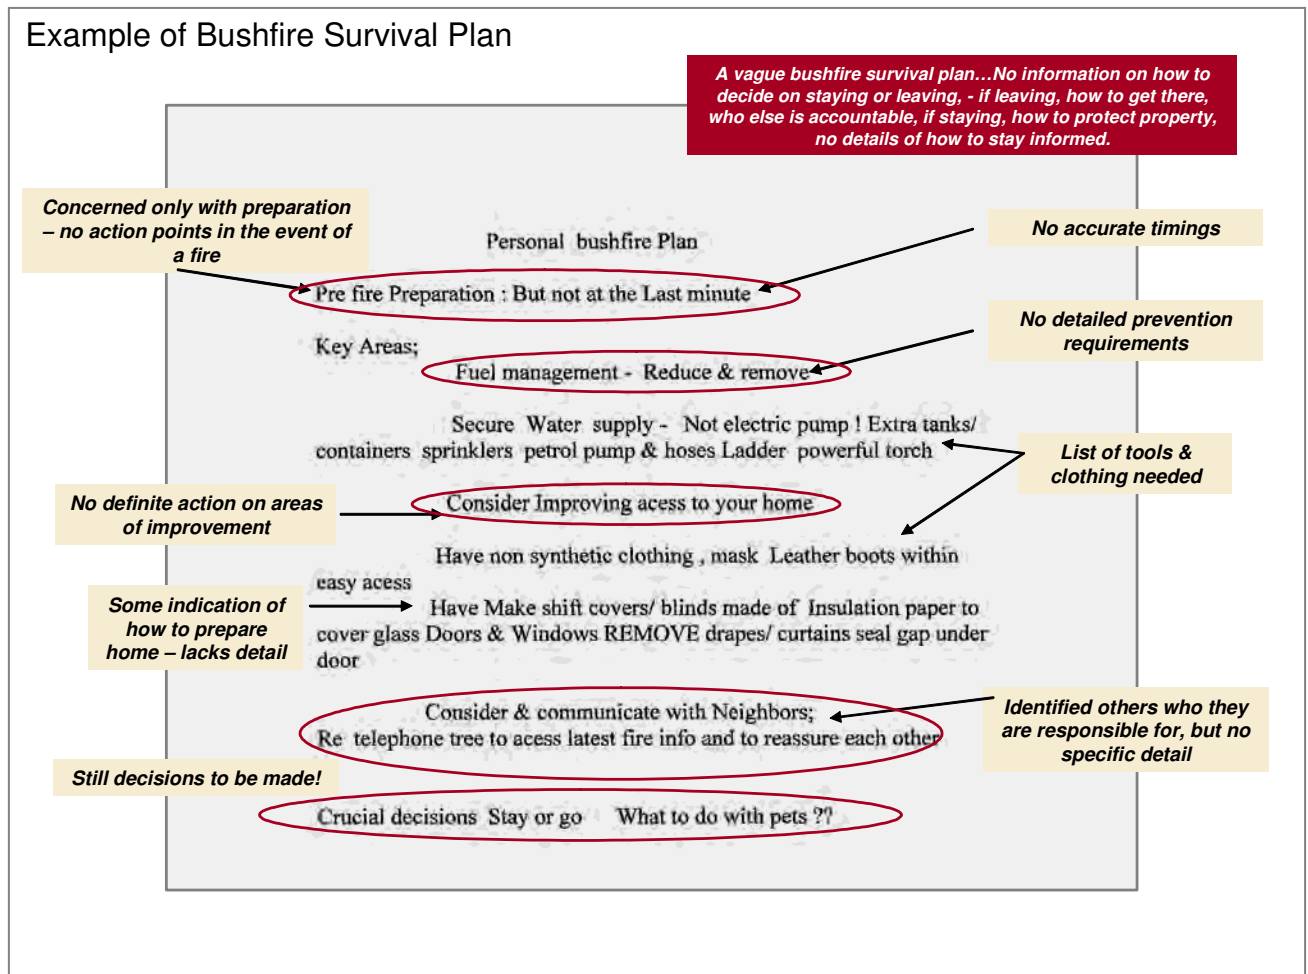 Example of Bushfire Survival Plan
A vague bushfire survival plan…No information on how to
decide on staying or leaving, - if leaving, how to get there,
who else is accountable, if staying, how to protect property,
no details of how to stay informed.
Concerned only with preparation
– no action points in the event of
a fire
No accurate timings
Personal bushfire Plan
Pre fire Preparation : But not at the Last minute
No detailed prevention
requirements
Key Areas;
Fuel management - Reduce & remove
Secure Water supply - Not electric pump ! Extra tanks/
containers sprinklers petrol pump & hoses Ladder powerful torch
List of tools &
clothing needed
No definite action on areas
of improvement
Consider Improving acess to your home
Have non synthetic clothing , mask Leather boots within
easy acess
Some indication of
how to prepare
home – lacks detail
Have Make shift covers/ blinds made of Insulation paper to
cover glass Doors & Windows REMOVE drapes/ curtains seal gap under
door
Consider & communicate with Neighbors;
Re telephone tree to acess latest fire info and to reassure each other
Identified others who they
are responsible for, but no
specific detail
Still decisions to be made!
Crucial decisions Stay or go What to do with pets ??